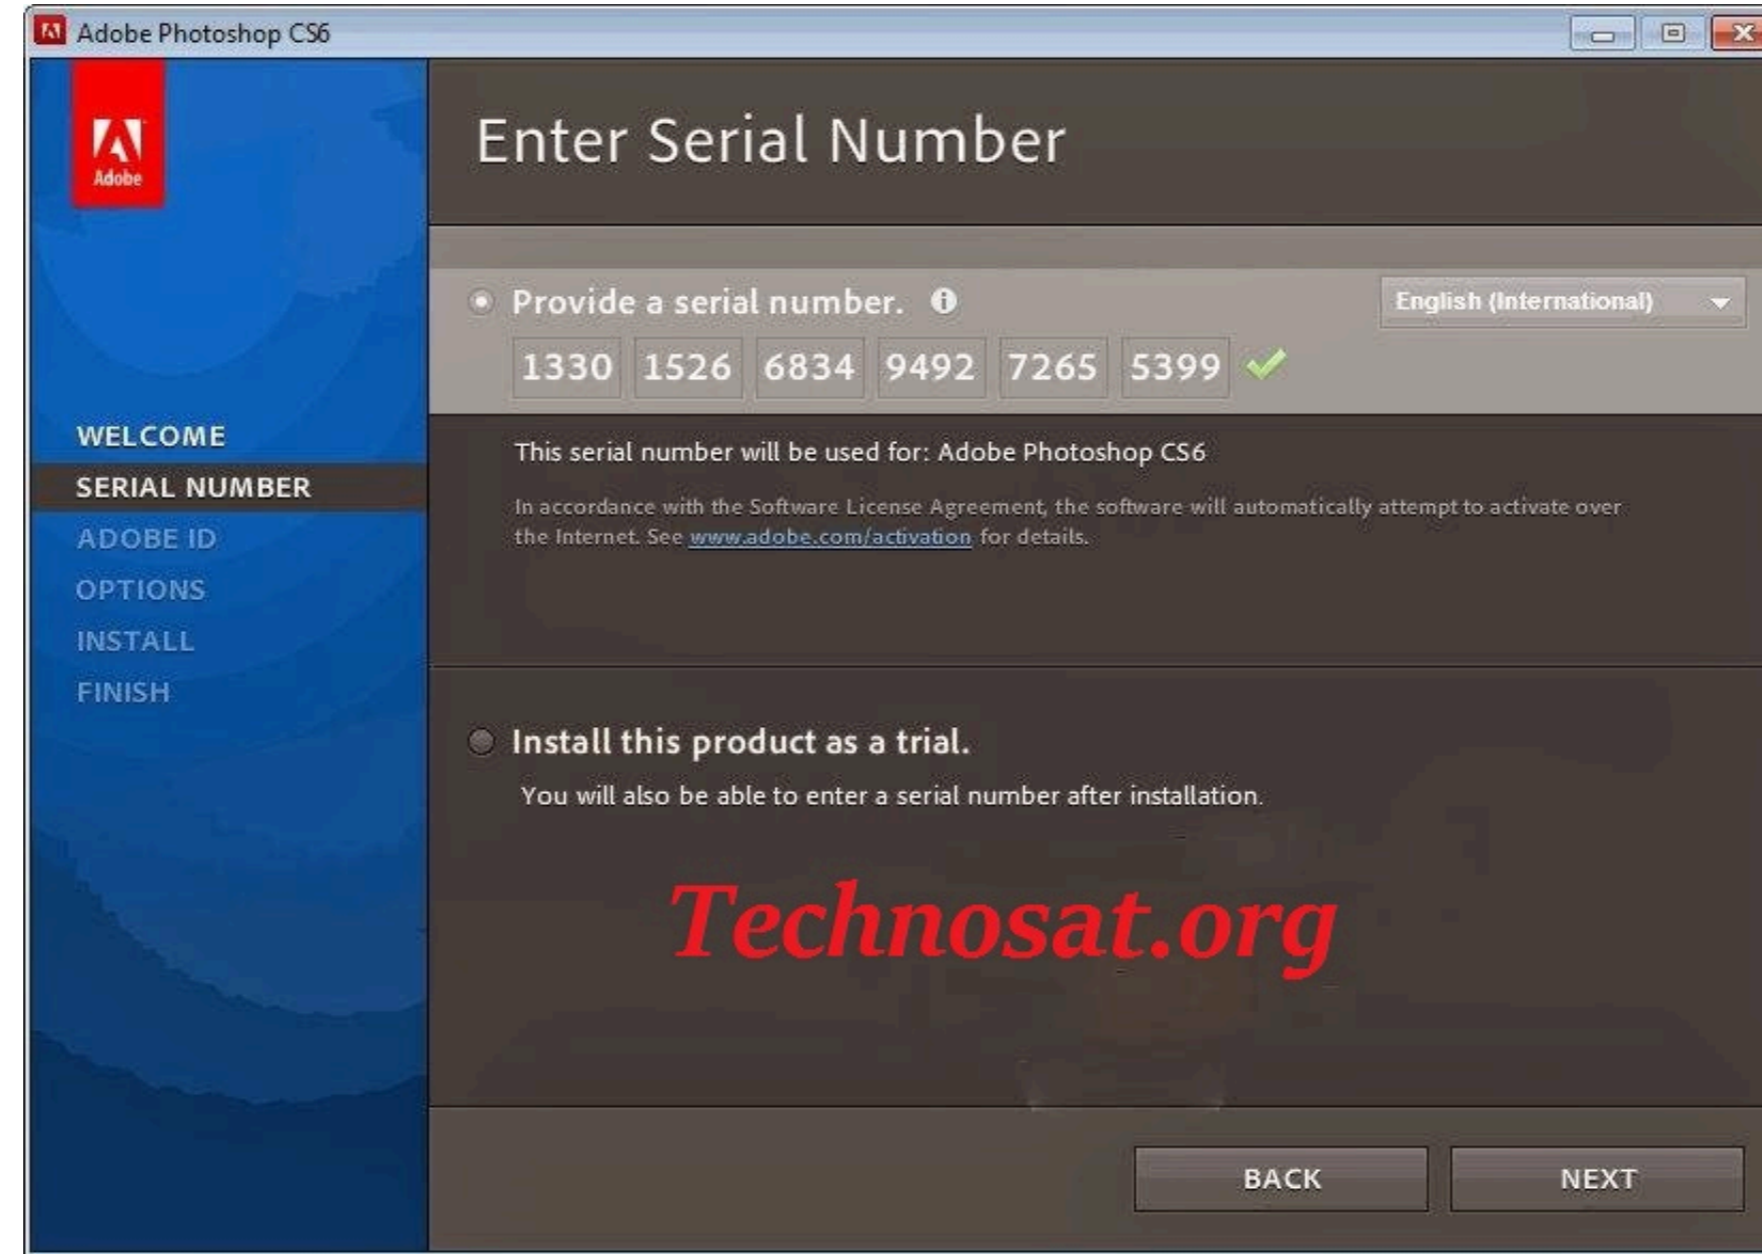 Adobe Photoshop CS6
Adobe
Enter Serial Number
Provide a serial number.
English (International)
1330 1526 6834 9492 7265 5399
WELCOME
SERIAL NUMBER
ADOBE ID
OPTIONS
INSTALL
FINISH
This serial number will be used for: Adobe Photoshop CS6
In accordance with the Software License Agreement, the software will automatically attempt to activate over
the Internet. See www.adobe.com/activation for details.
Install this product as a trial.
You will also be able to enter a serial number after installation.
Technosat.org
BACK
NEXT